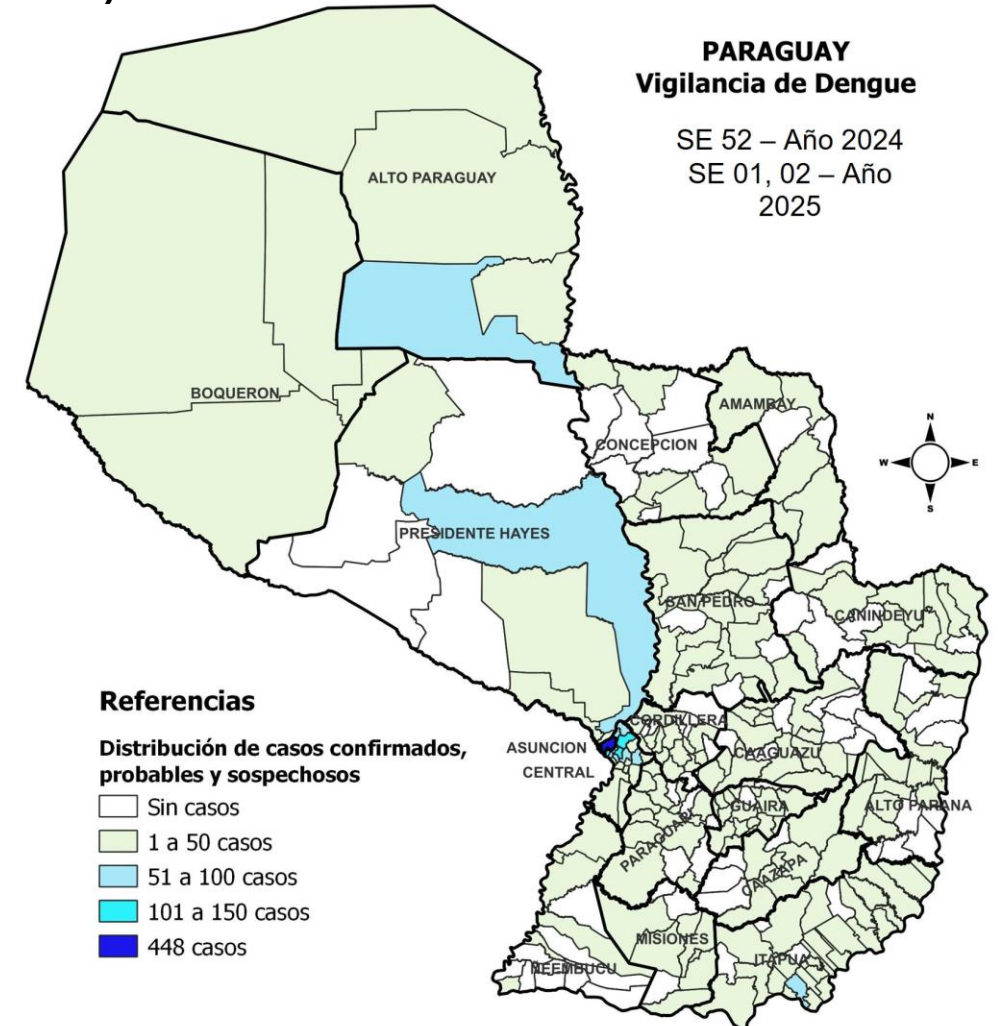 PARAGUAY
Vigilancia de Dengue
SE 52 – Año 2024
SE 01, 02 – Año
2025
ALTO PARAGUAY
BOQUERON
AMAMBAY
CONCEPCION
N
W
E
S
PRESIDENTE HAYES
SAN PEDRO
CANINDEYU
CORDILLERA
ASUNCION
CENTRAL
CAAGUAZU
GUAIRA
ALTO PARANA
PARAGUARI
CAAZAPA
MISIONES
ITAPUA
ÑEEMBUCU
Referencias
Distribución de casos confirmados,
probables y sospechosos
Sin casos
1 a 50 casos
51 a 100 casos
101 a 150 casos
448 casos